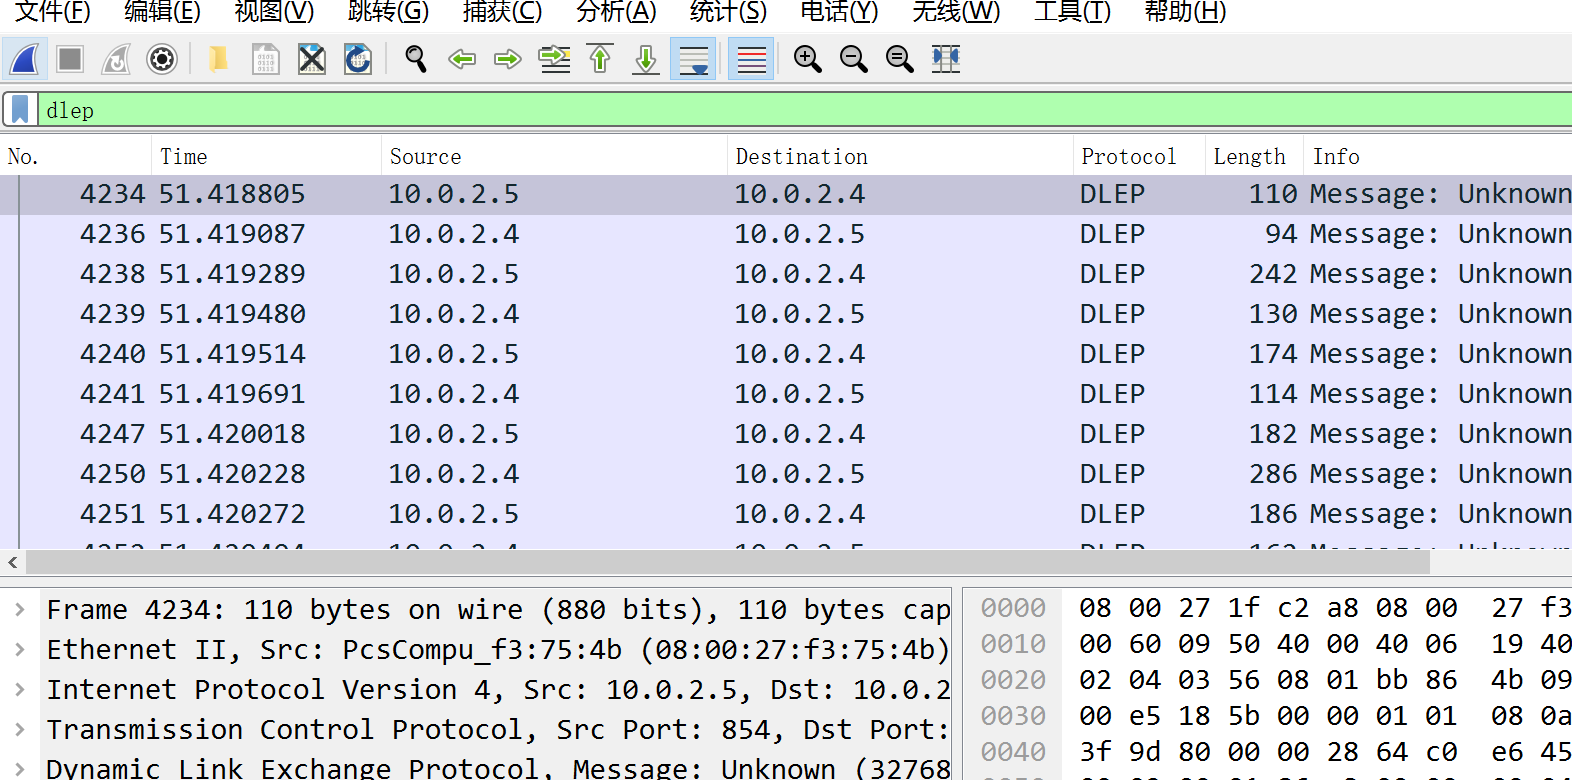 文件(F) 编辑(E) 视图(V) 跳转(G) 捕获(C) 分析(A) 统计(S) 电话(Y) 无线(W) 工具(T) 帮助(H)
dlep
No. Time Source Destination Protocol Length Info
4234 51.418805 10.0.2.5 10.0.2.4 DLEP 110 Message: Unknown
4236 51.419087 10.0.2.4 10.0.2.5 DLEP 94 Message: Unknown
4238 51.419289 10.0.2.5 10.0.2.4 DLEP 242 Message: Unknown
4239 51.419480 10.0.2.4 10.0.2.5 DLEP 130 Message: Unknown
4240 51.419514 10.0.2.5 10.0.2.4 DLEP 174 Message: Unknown
4241 51.419691 10.0.2.4 10.0.2.5 DLEP 114 Message: Unknown
4247 51.420018 10.0.2.5 10.0.2.4 DLEP 182 Message: Unknown
4250 51.420228 10.0.2.4 10.0.2.5 DLEP 286 Message: Unknown
4251 51.420272 10.0.2.5 10.0.2.4 DLEP 186 Message: Unknown
Frame 4234: 110 bytes on wire (880 bits), 110 bytes cap
Ethernet II, Src: PcsCompu_f3:75:4b (08:00:27:f3:75:4b)
Internet Protocol Version 4, Src: 10.0.2.5, Dst: 10.0.2
Transmission Control Protocol, Src Port: 854, Dst Port:
Dynamic Link Exchange Protocol, Message: Unknown (32768
0000 08 00 27 1f c2 a8 08 00 27 f3
0010 00 60 09 50 40 00 40 06 19 40
0020 02 04 03 56 08 01 bb 86 4b 09
0030 00 e5 18 5b 00 00 01 01 08 0a
0040 3f 9d 80 00 00 28 64 c0 e6 45